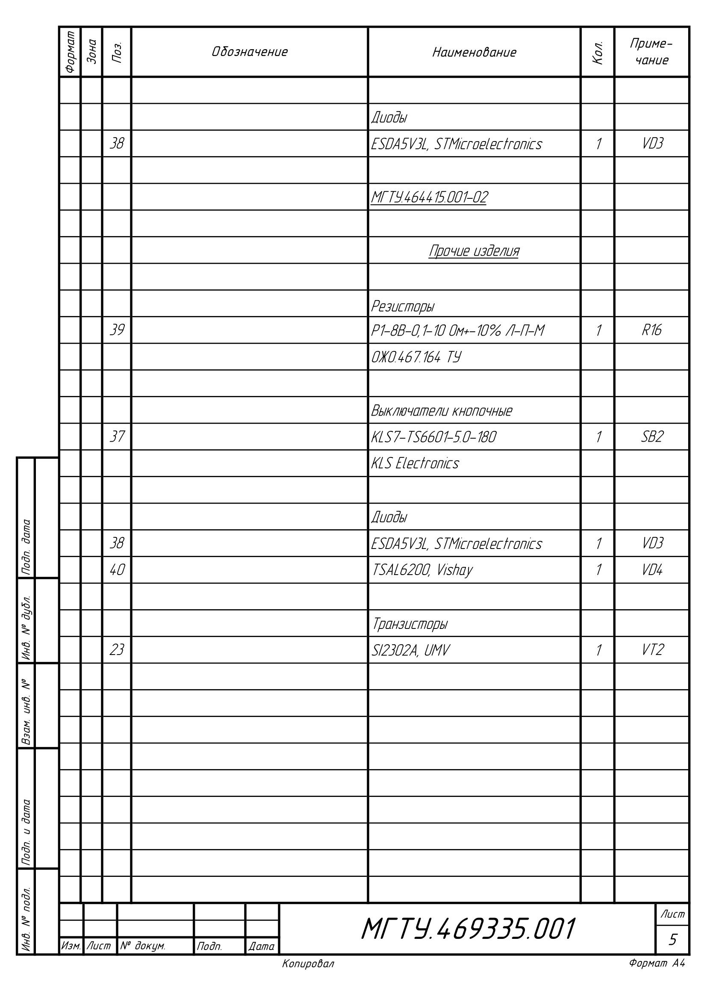 Формат Зона Поз. Обозначение Наименование Кол. Приме-
чание
Диоды
38 ESDA5V3L, STMicroelectronics 1 VD3
МГТУ.464415.001-02
Прочие изделия
Резисторы
39 Р1-8В-0,1-10 Ом+-10% Л-П-М 1 R16
ОЖ0.467.164 ТУ
Выключатели кнопочные
37 KLS7-TS6601-5.0-180 1 SB2
KLS Electronics
Диоды
38 ESDA5V3L, STMicroelectronics 1 VD3
40 TSAL6200, Vishay 1 VD4
Транзисторы
23 SI2302A, UMV 1 VT2
Подп. дата
Инв. № дубл.
Взам. инв. №
Подп. и дата
Инв. № подл.
Изм. Лист № докум. Подп. Дата
МГТУ.469335.001
Лист
5
Копировал
Формат А4